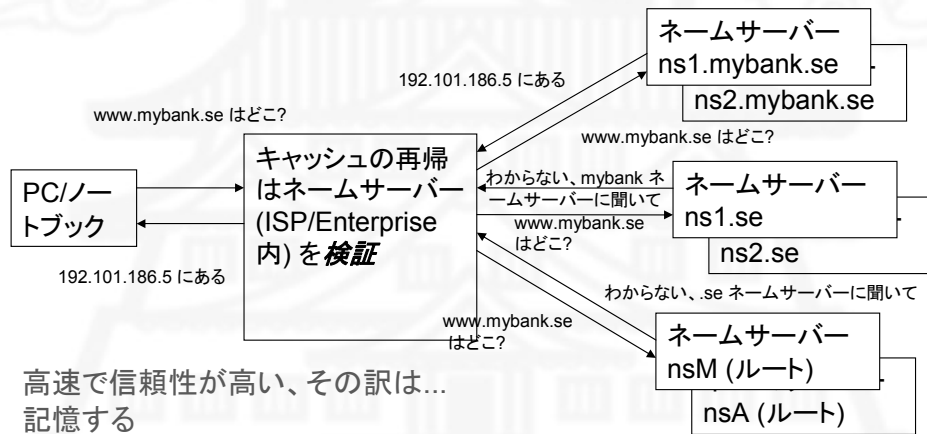 ネームサーバー
ns1.mybank.se
ns2.mybank.se
192.101.186.5 にある
www.mybank.se はどこ?
www.mybank.se はどこ?
PC/ノー
トブック
キャッシュの再帰
はネームサーバー
(ISP/Enterprise
内) を検証
わからない、mybank ネ
ームサーバーに聞いて
www.mybank.se
はどこ?
ネームサーバー
ns1.se
ns2.se
192.101.186.5 にある
わからない、.se ネームサーバーに聞いて
www.mybank.se
はどこ?
ネームサーバー
nsM (ルート)
nsA (ルート)
高速で信頼性が高い、その訳は...
記憶する